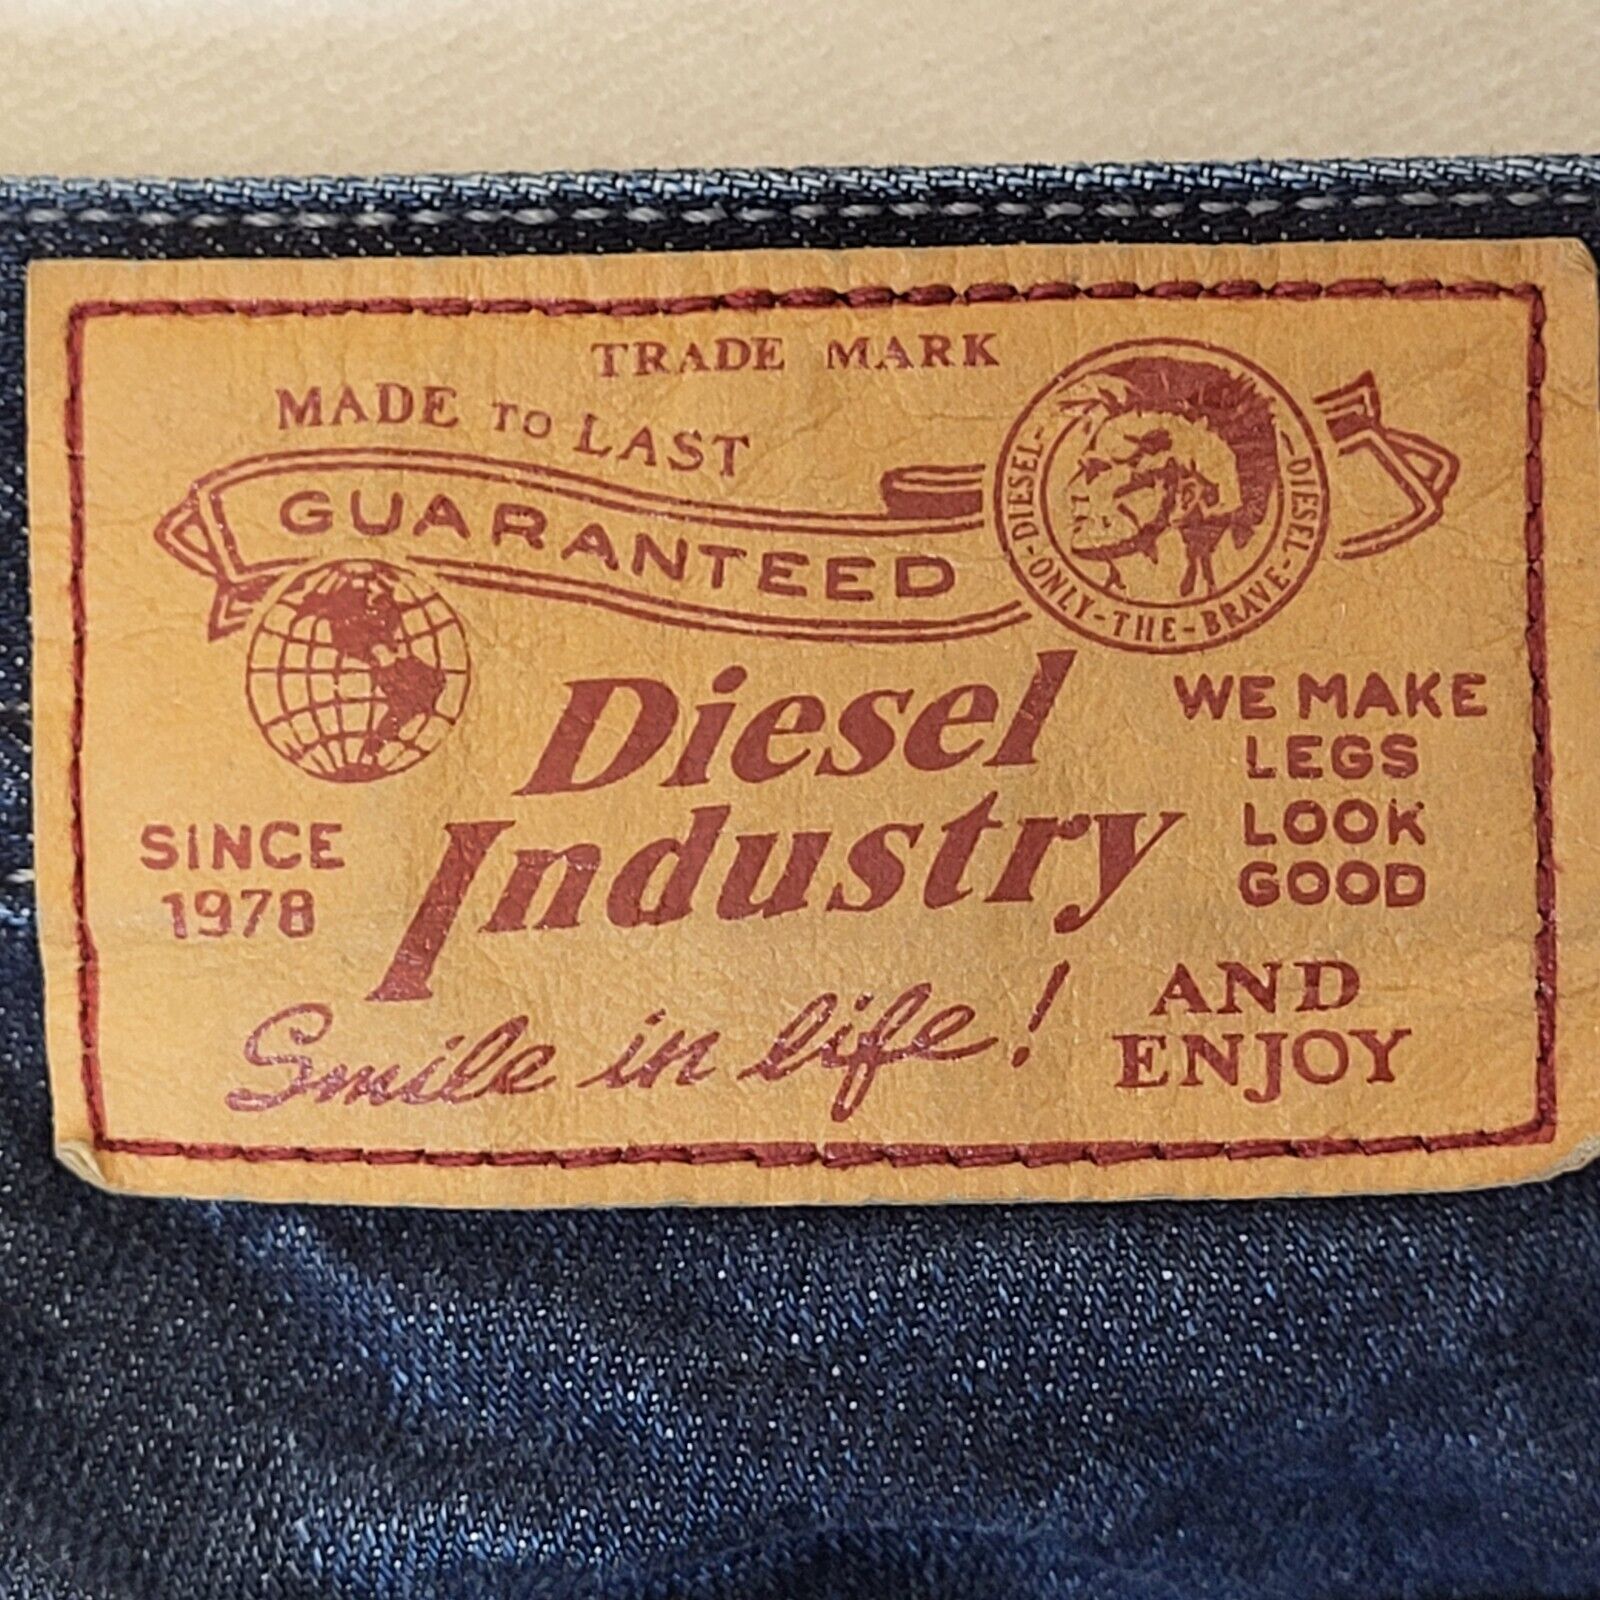 TRADE MARK
MADE TO LAST
GUARANTEED
DIESEL-ONLY-THE-BRAVE-DIESEL
Diesel
Industry
WE MAKE
LEGS
LOOK
GOOD
SINCE
1978
Smile in life!
AND
ENJOY